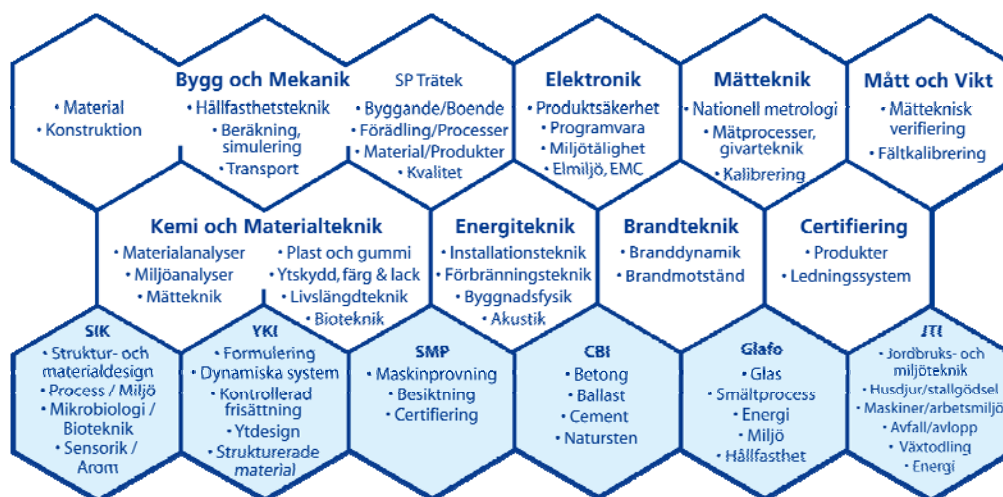 Bygg och Mekanik
• Material
• Konstruktion
• Hållfasthetsteknik
• Beräkning,
simulering
• Transport
SP Trätek
• Byggande/Boende
• Förädling/Processer
• Material/Produkter
• Kvalitet
Elektronik
• Produktsäkerhet
• Programvara
• Miljötålighet
• Elmiljö, EMC
Mätteknik
• Nationell metrologi
• Mätprocesser,
givarteknik
• Kalibrering
Mått och Vikt
• Mätteknisk
verifiering
• Fältkalibrering
Kemi och Materialteknik
• Materialanalyser
• Miljöanalyser
• Mätteknik
• Plast och gummi
• Ytskydd, färg & lack
• Livslängdteknik
• Bioteknik
Energiteknik
• Installationsteknik
• Förbränningsteknik
• Byggnadsfysik
• Akustik
Brandteknik
• Branddynamik
• Brandmotstånd
Certifiering
• Produkter
• Ledningssystem
SIK
• Struktur- och
materialdesign
• Process / Miljö
• Mikrobiologi /
Bioteknik
• Sensorik /
Arom
YKI
• Formulering
• Dynamiska system
• Kontrollerad
frisättning
• Ytdesign
• Strukturerade
material
SMP
• Maskinprovning
• Besiktning
• Certifiering
CBI
• Betong
• Ballast
• Cement
• Natursten
Glafo
• Glas
• Smältprocess
• Energi
• Miljö
• Hållfasthet
JTI
• Jordbruks- och
miljöteknik
• Husdjur/stallgödsel
• Maskiner/arbetsmiljö
• Avfall/avlopp
• Växtodling
• Energi